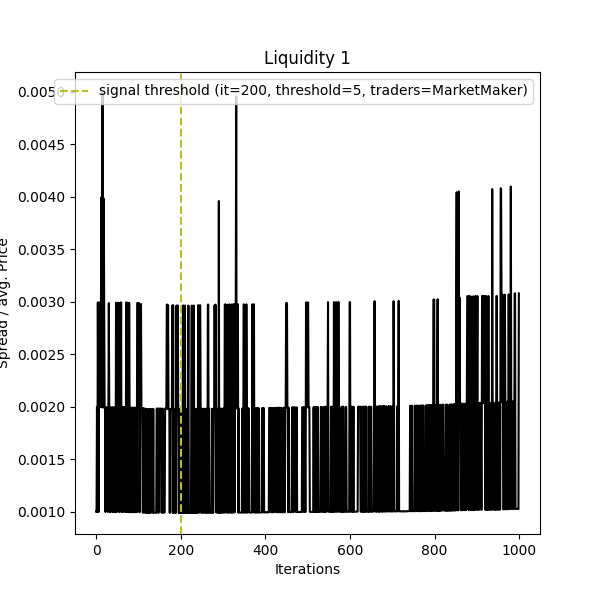 Liquidity 1
signal threshold (it=200, threshold=5, traders=MarketMaker)
0.0050
0.0045
0.0040
0.0035
0.0030
0.0025
0.0020
0.0015
0.0010
Spread / avg. Price
0 200 400 600 800 1000
Iterations